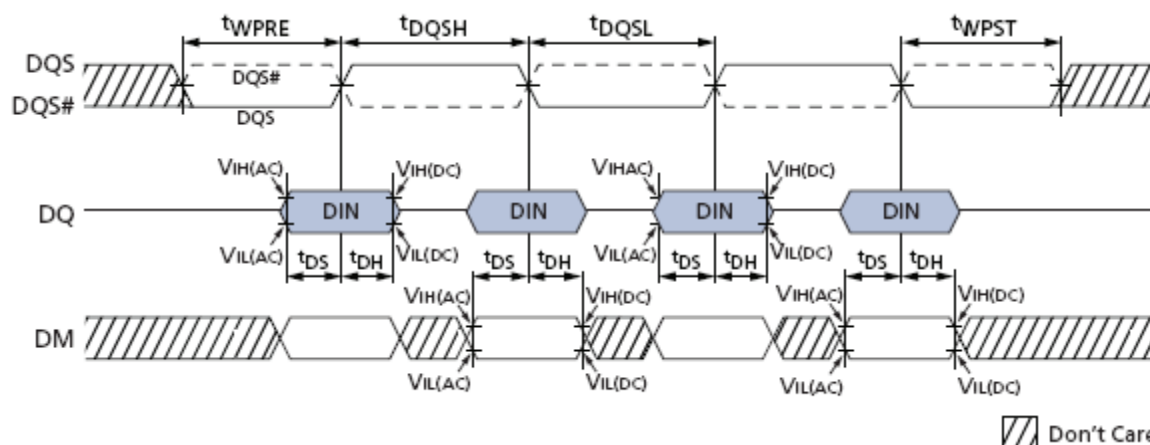 tWPRE tDQSH tDQSL tWPST
DQS
DQS#
DQS#
DQS
VIH(AC) VIH(DC) VIHAC) VIH(DC)
DQ DIN DIN DIN DIN
VIL(AC) VIL(DC) VIL(AC) VIL(DC)
tDS tDH tDS tDH tDS tDH tDS tDH
VIH(AC) VIH(DC) VIH(AC) VIH(DC)
DM
VIL(AC) VIL(DC) VIL(AC) VIL(DC)
Don't Care